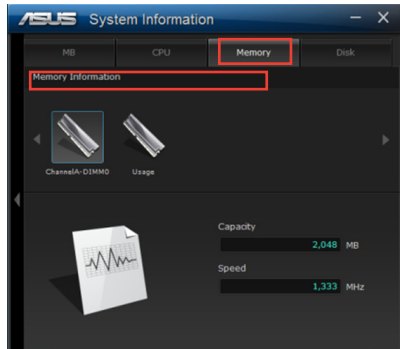 ASUS System Information
MB CPU Memory Disk
Memory Information
ChannelA-DIMM0 Usage
Capacity
2,048 MB
Speed
1,333 MHz